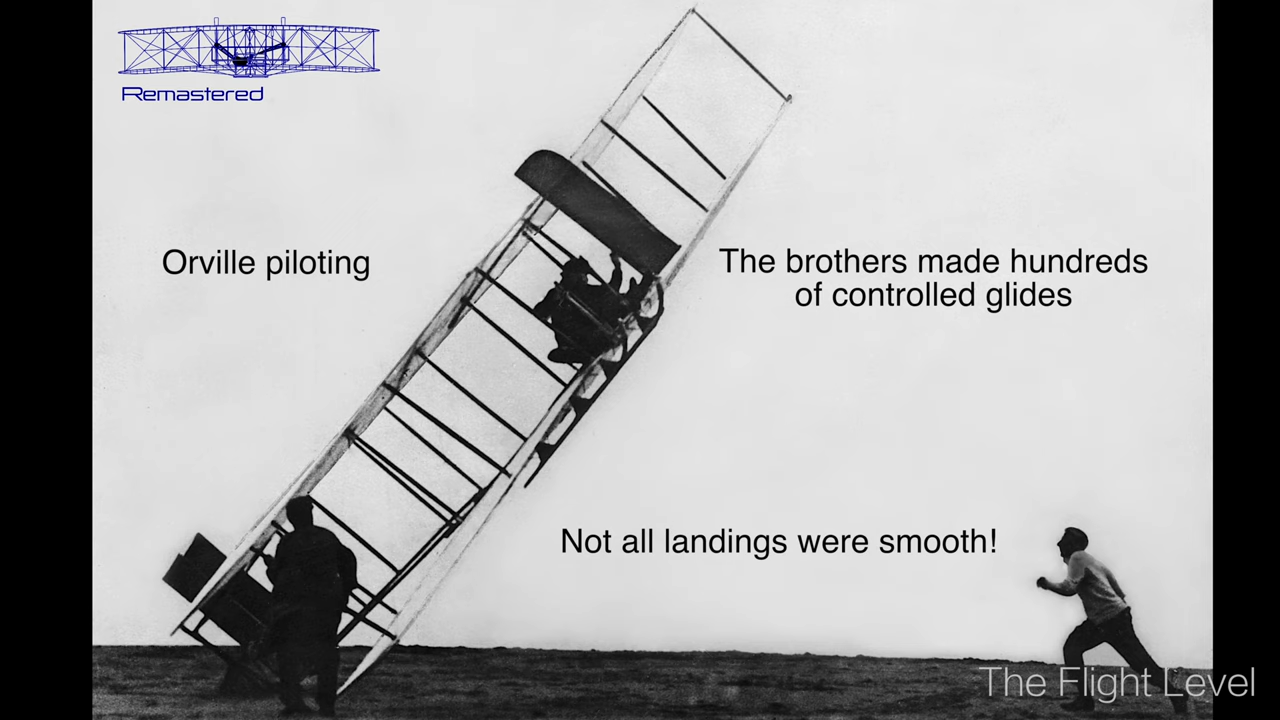 Remastered
Orville piloting
The brothers made hundreds
of controlled glides
Not all landings were smooth!
The Flight Level